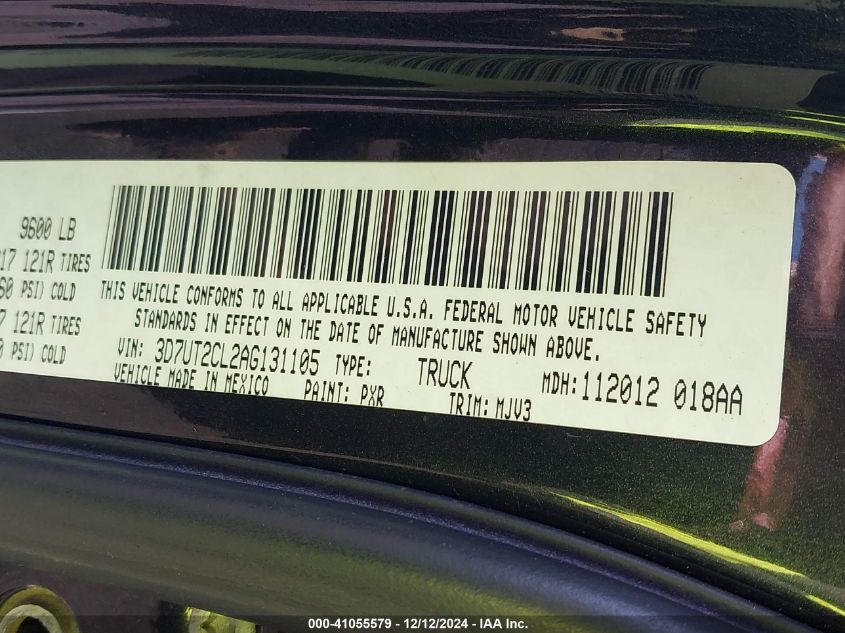 9600 LB
17 121R TIRES
60 PSI) COLD
7 121R TIRES
0 PSI) COLD
THIS VEHICLE CONFORMS TO ALL APPLICABLE U.S.A. FEDERAL MOTOR VEHICLE SAFETY
STANDARDS IN EFFECT ON THE DATE OF MANUFACTURE SHOWN ABOVE.
VIN: 3D7UT2CL2AG131105 TYPE: TRUCK MDH: 112012 018AA
VEHICLE MADE IN MEXICO PAINT: PXR TRIM: MJV3
000-41055579 - 12/12/2024 - IAA Inc.